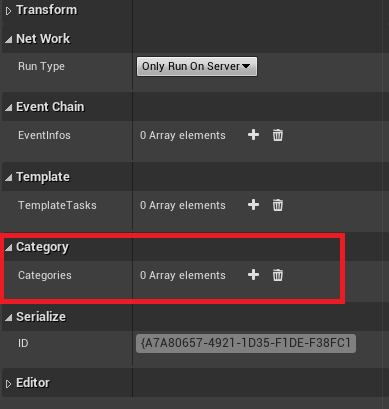 Transform
Net Work
Run Type Only Run On Server
Event Chain
EventInfos 0 Array elements
Template
TemplateTasks 0 Array elements
Category
Categories 0 Array elements
Serialize
ID {A7A80657-4921-1D35-F1DE-F38FC1
Editor